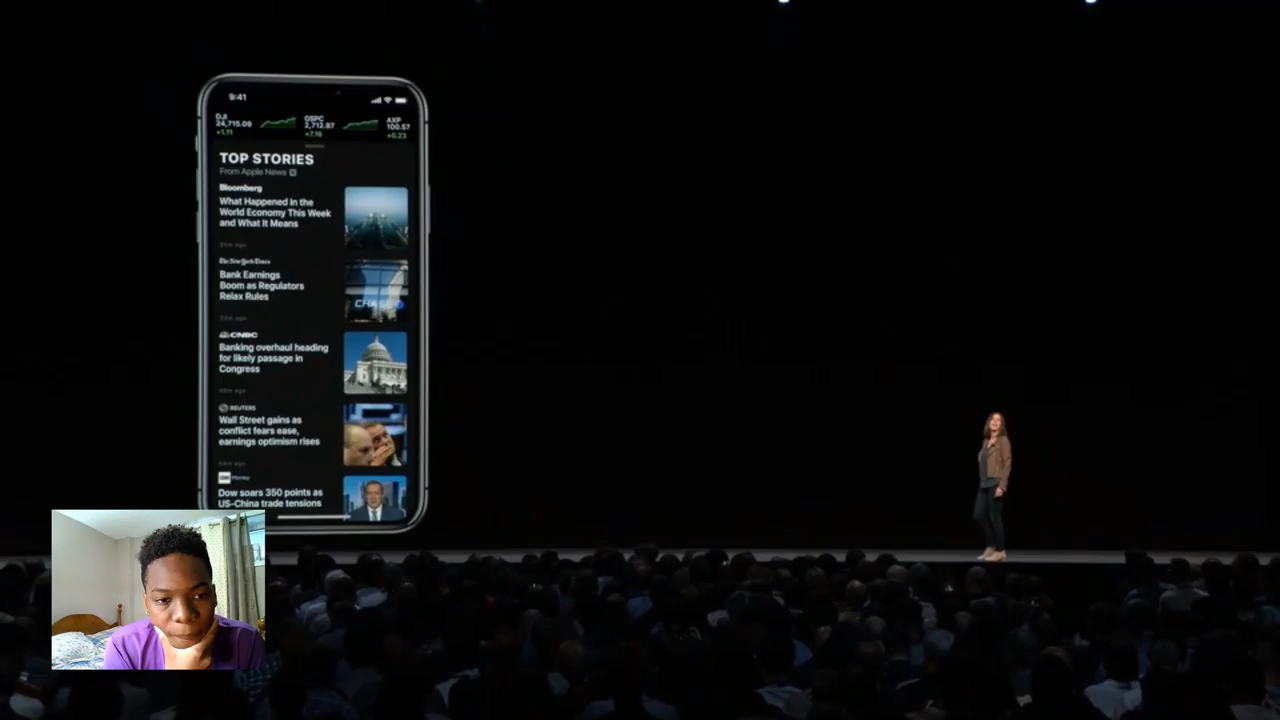 9:41
DJI
24,715.09
+1.11
GSPC
2,712.97
+7.16
AXP
100.57
+0.23
TOP STORIES
From Apple News
Bloomberg
What Happened in the
World Economy This Week
and What It Means
The New York Times
Bank Earnings
Boom as Regulators
Relax Rules
CHASE
CNBC
Banking overhaul heading
for likely passage in
Congress
REUTERS
Wall Street gains as
conflict fears ease,
earnings optimism rises
CNN Money
Dow soars 350 points as
US-China trade tensions